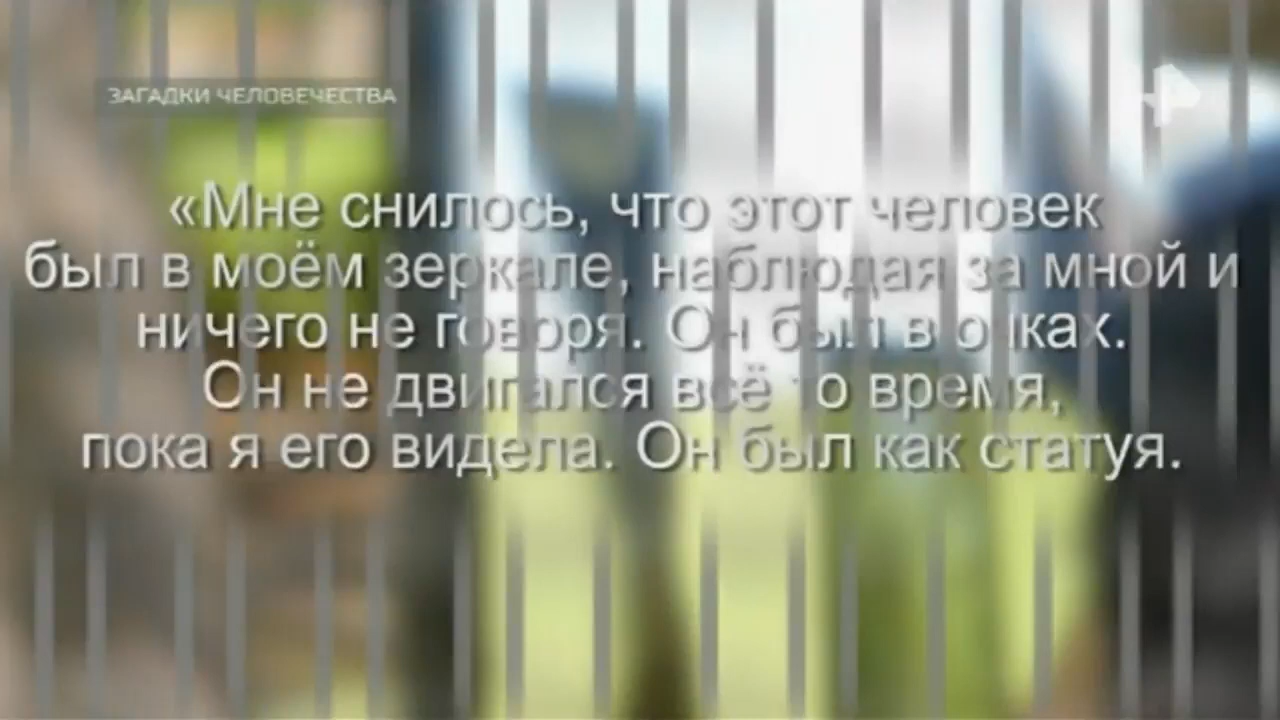 ЗАГАДКИ ЧЕЛОВЕЧЕСТВА
«Мне снилось, что этот человек
был в моём зеркале, наблюдая за мной и
ничего не говоря. Он был в очках.
Он не двигался всё то время,
пока я его видела. Он был как статуя.